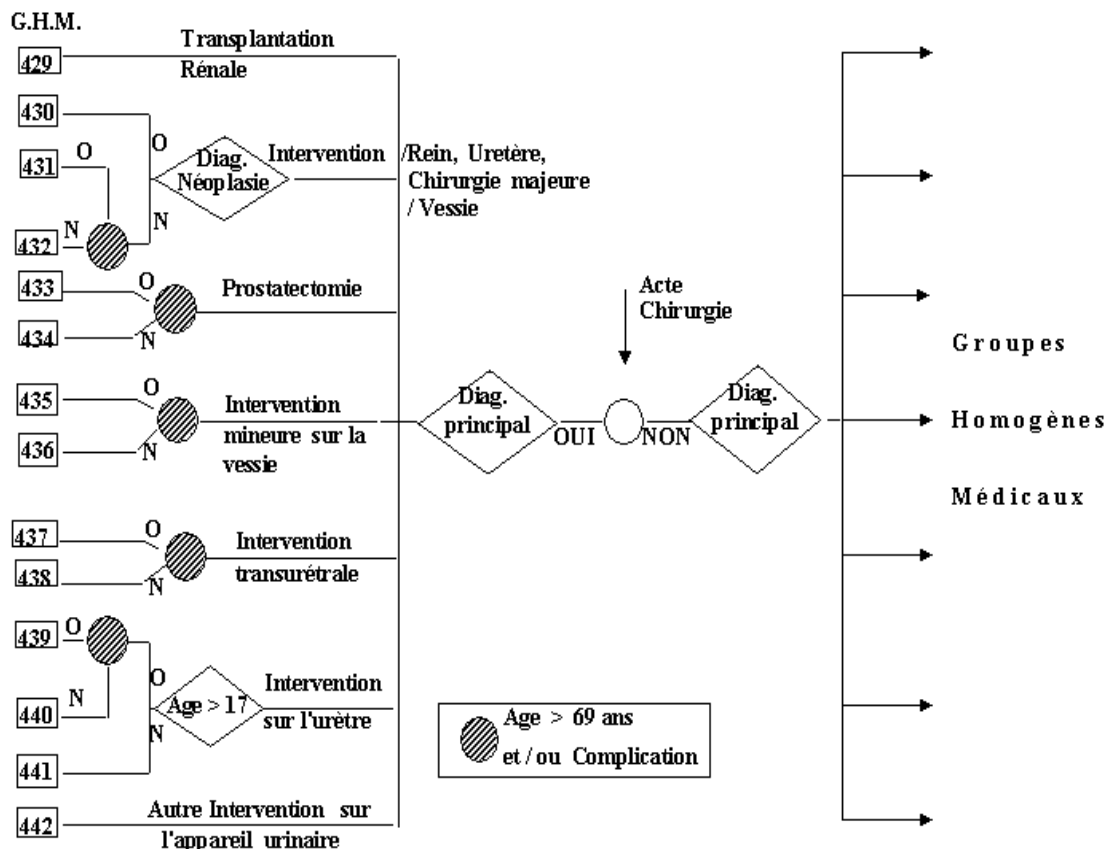 G.H.M.
429
Transplantation
Rénale
430
O
431
O
Diag.
Néoplasie
Intervention
/Rein, Uretère,
Chirurgie majeure
/ Vessie
N
432
N
433
O
Prostatectomie
434
N
435
O
Intervention
mineure sur la
vessie
436
N
437
O
Intervention
transurétrale
438
N
439
O
440
N
O
Age > 17
N
Intervention
sur l'urètre
441
442
Autre Intervention sur
l'appareil urinaire
Diag.
principal
OUI
Acte
Chirurgie
NON
Diag.
principal
Groupes
Homogènes
Médicaux
Age > 69 ans
et / ou Complication